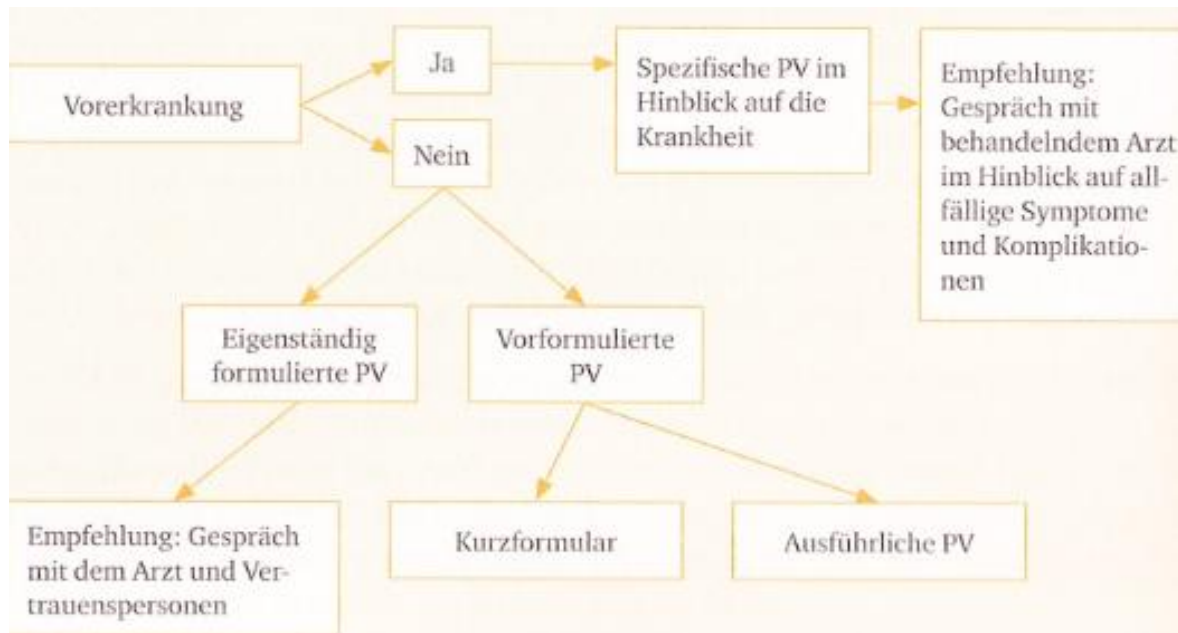 Vorerkrankung
Ja
Nein
Spezifische PV im
Hinblick auf die
Krankheit
Empfehlung:
Gespräch mit
behandelndem Arzt
im Hinblick auf all-
fällige Symptome
und Komplikatio-
nen
Eigenständig
formulierte PV
Vorformulierte
PV
Empfehlung: Gespräch
mit dem Arzt und Ver-
trauenspersonen
Kurzformular
Ausführliche PV